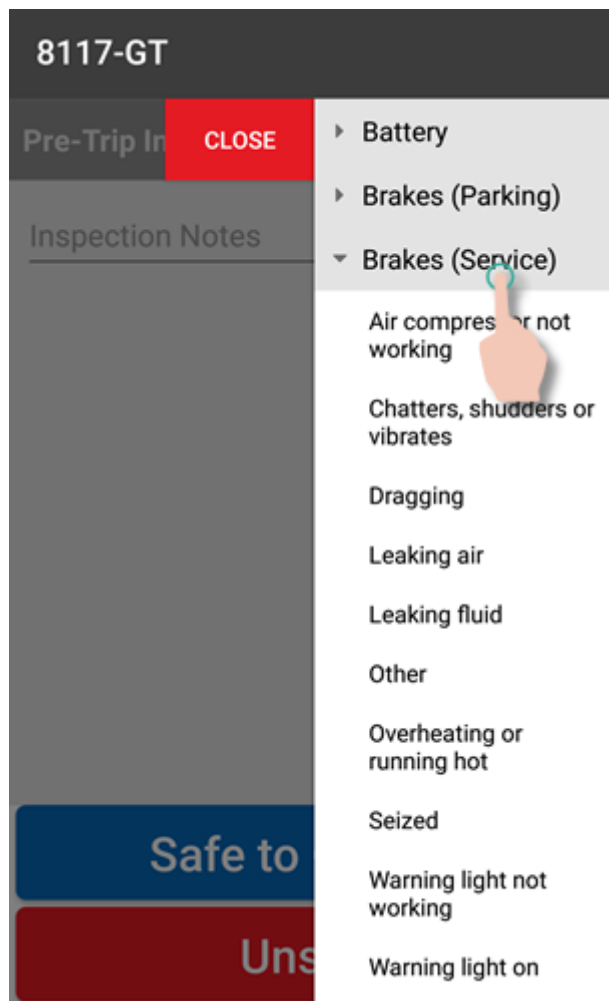 8117-GT
Pre-Trip In
CLOSE
Inspection Notes
Battery
Brakes (Parking)
Brakes (Service)
Air compressor not
working
Chatters, shudders or
vibrates
Dragging
Leaking air
Leaking fluid
Other
Overheating or
running hot
Seized
Warning light not
working
Warning light on
Safe to
Uns